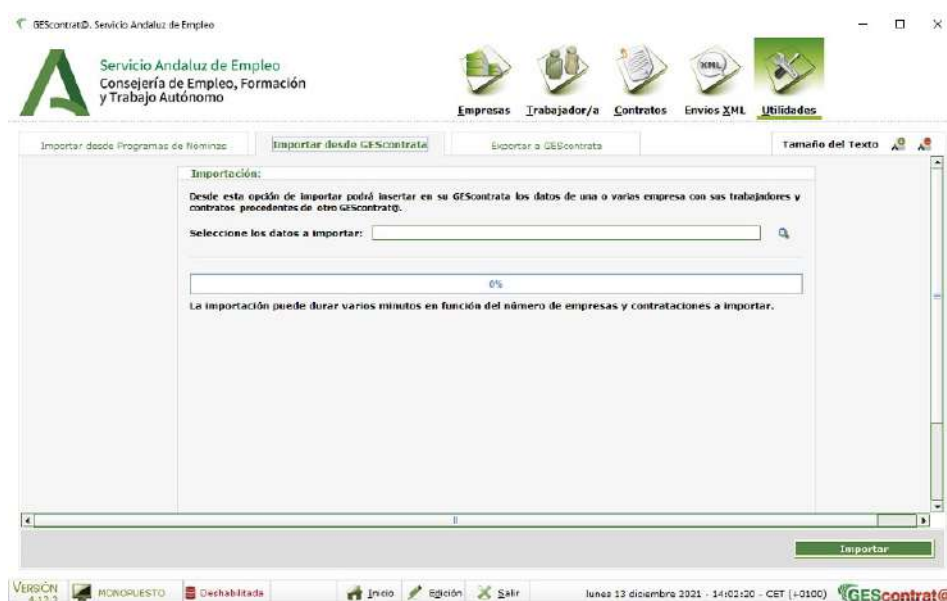 GEScontrat@. Servicio Andaluz de Empleo
Servicio Andaluz de Empleo
Consejería de Empleo, Formación
y Trabajo Autónomo
XML
Empresas Trabajador/a Contratos Envíos XML Utilidades
Importar desde Programas de Nominas Importar desde GEScontrata Exportar a GEScontrata Tamaño del Texto
Importación:
Desde esta opción de importar podrá insertar en su GEScontrata los datos de una o varias empresa con sus trabajadores y
contratos procedentes de otro GEScontrat@.
Seleccione los datos a importar:
0%
La importación puede durar varios minutos en función del número de empresas y contrataciones a importar.
Importar
VERSIÓN
4.12.2 MONOPUESTO Deshabilitada Inicio Edición Salir lunes 13 diciembre 2021 - 14:02:20 - CET (+0100) GEScontrat@